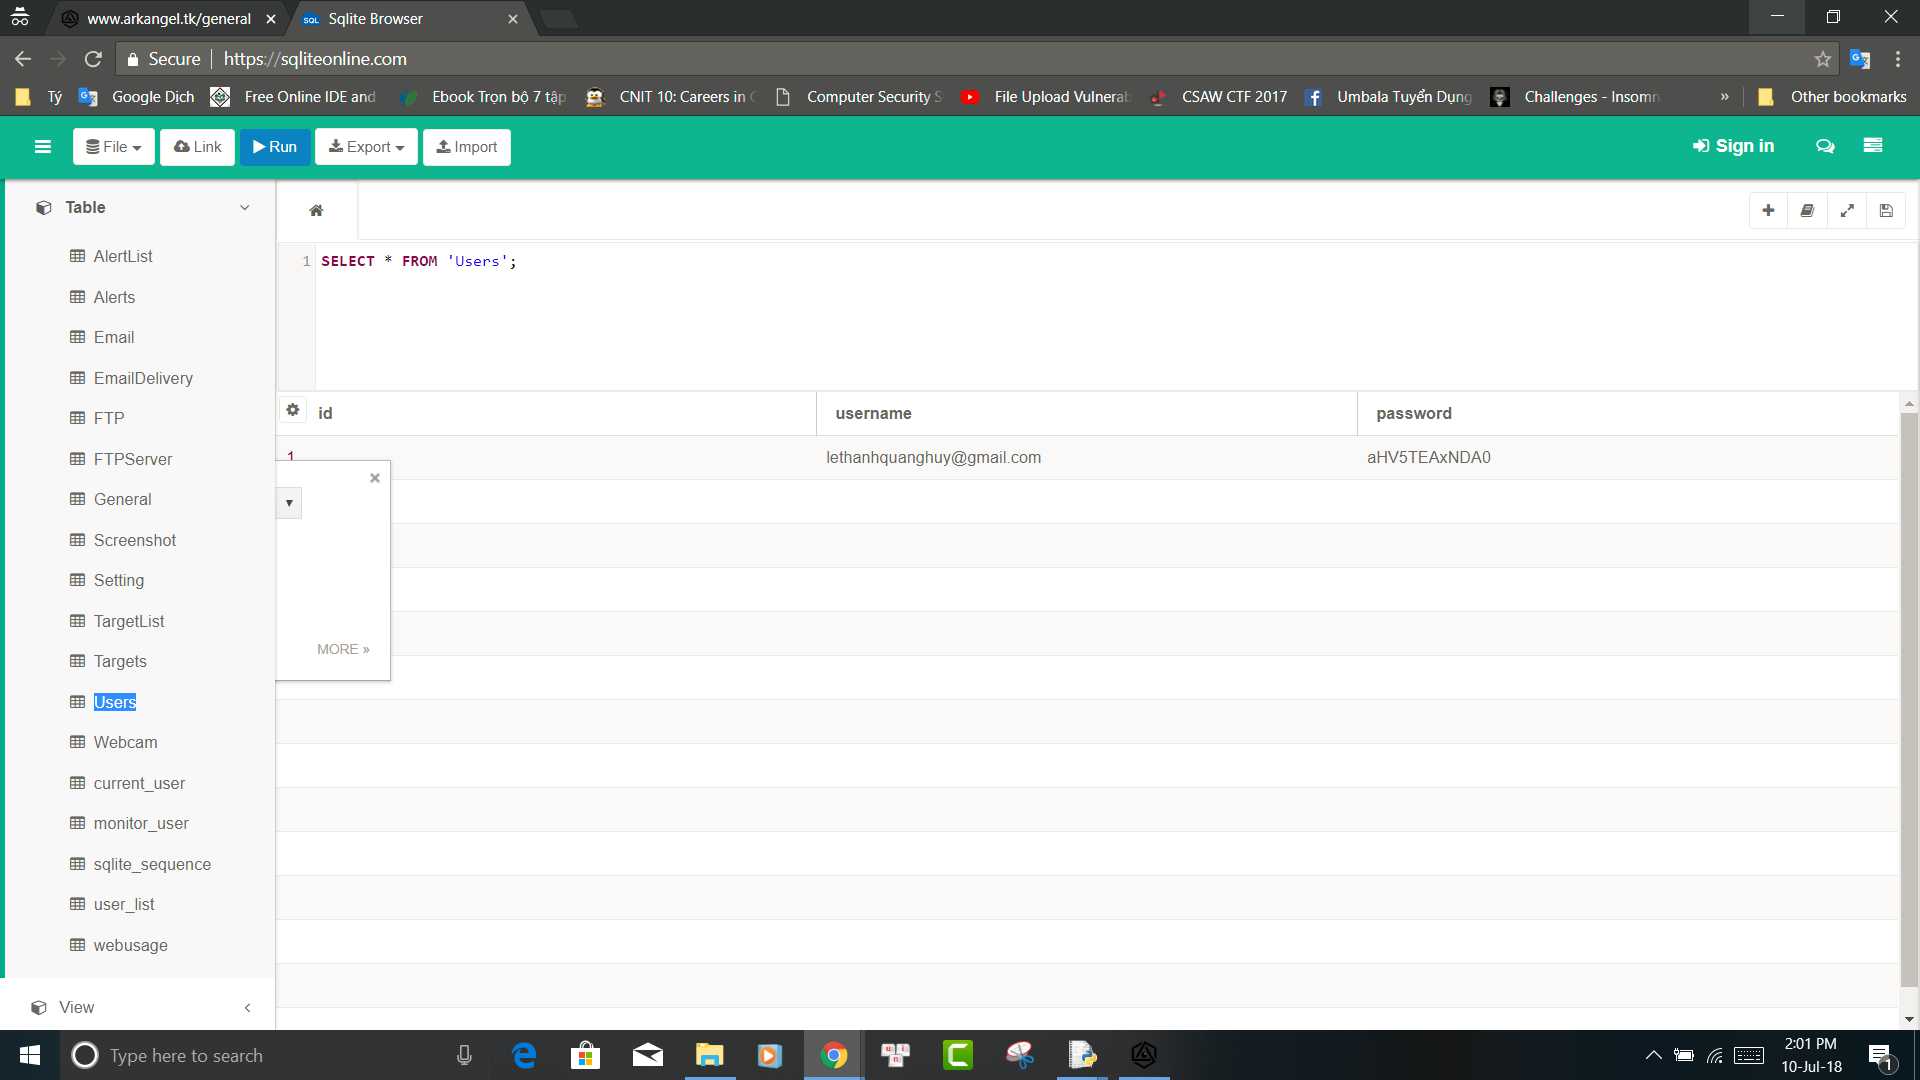 www.arkangel.tk/general
Sqlite Browser
Secure
https://sqliteonline.com
Tý
Google Dịch
Free Online IDE and
Ebook Trọn bộ 7 tập
CNIT 10: Careers in
Computer Security S
File Upload Vulnerab
CSAW CTF 2017
Umbala Tuyển Dụng
Challenges - Insomn
»
Other bookmarks
File
Link
Run
Export
Import
Sign in
Table
AlertList
Alerts
Email
EmailDelivery
FTP
FTPServer
General
Screenshot
Setting
TargetList
Targets
Users
Webcam
current_user
monitor_user
sqlite_sequence
user_list
webusage
View
1 SELECT * FROM 'Users';
id username password
1 lethanhquanghuy@gmail.com aHV5TEAxNDA0
MORE »
Type here to search
2:01 PM
10-Jul-18
1